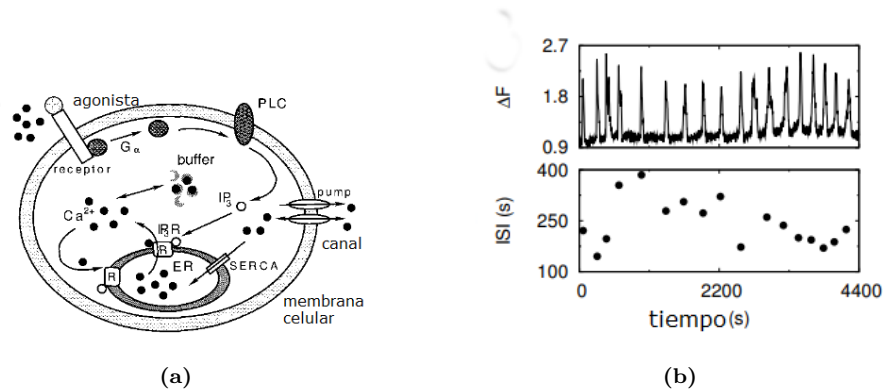 agonista
PLC
Gα
receptor
buffer
IP3
pump
Ca2+
IP3R
canal
R
ER
SERCA
R
membrana
celular
(a)
2.7
1.8
0.9
ΔF
400
250
100
ISI (s)
0
2200
4400
tiempo(s)
(b)